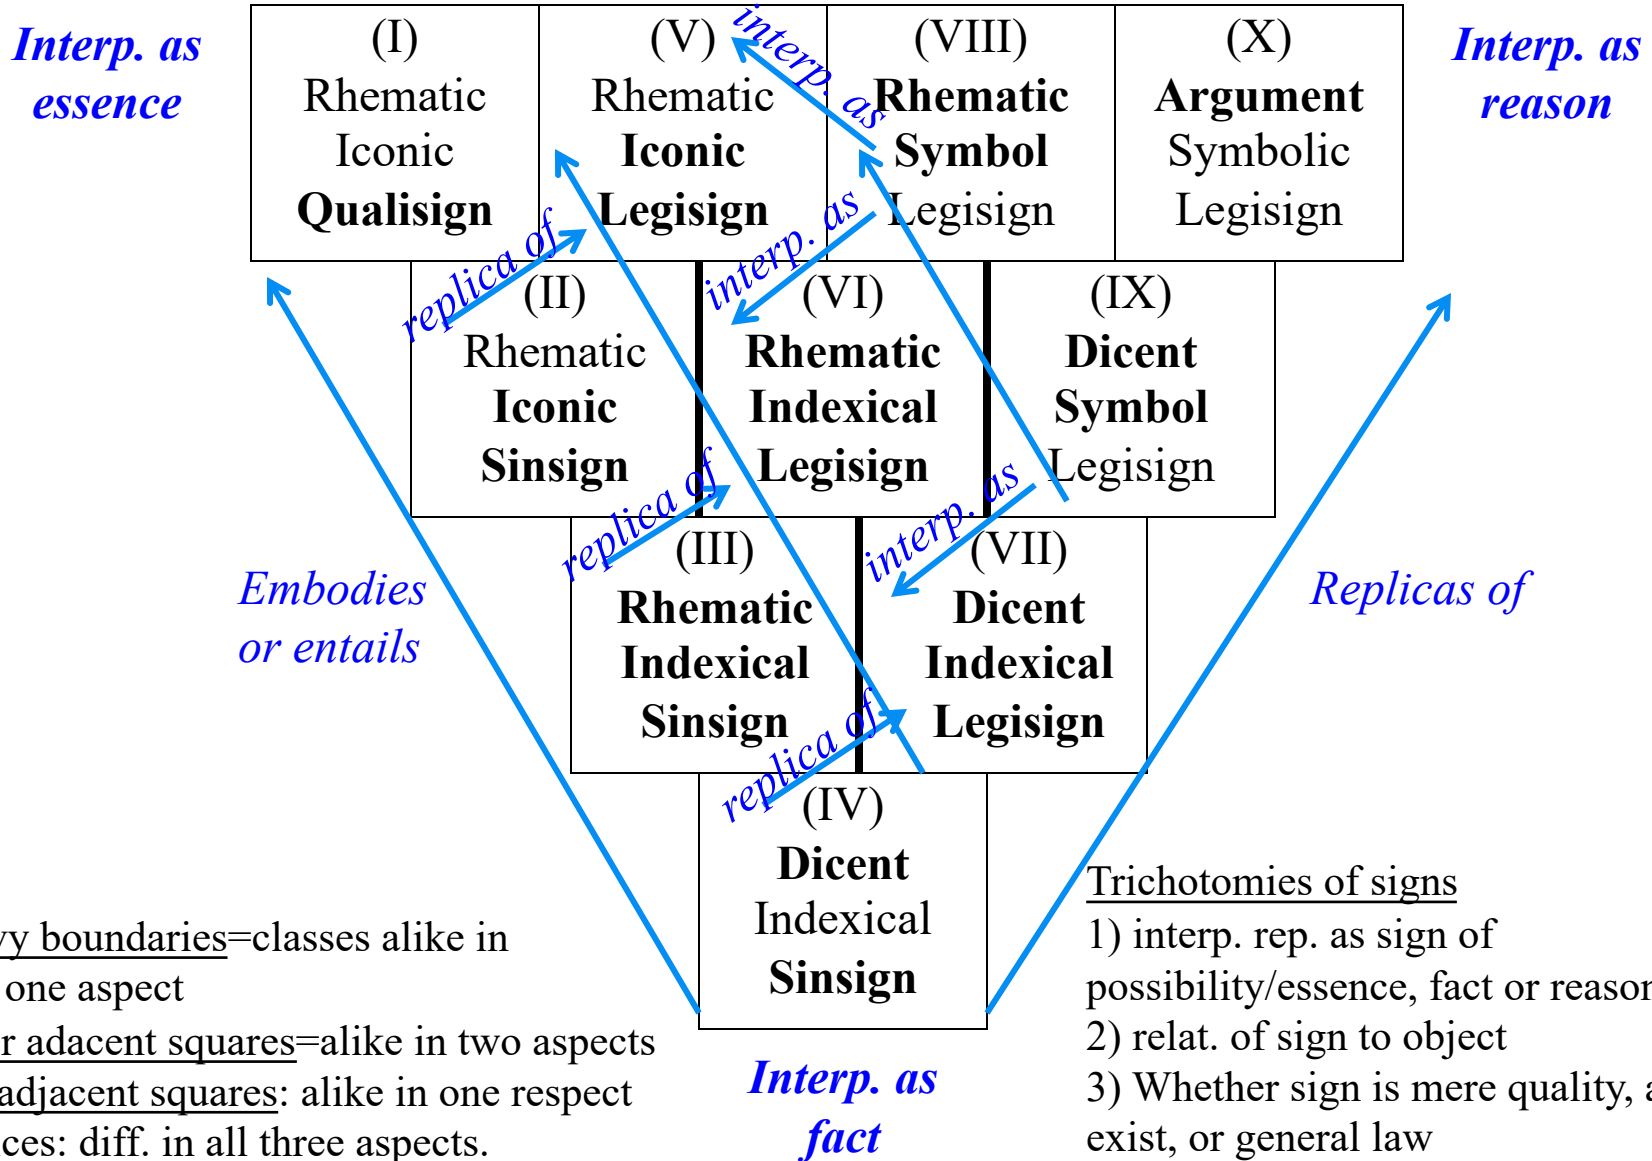 Interp. as
essence
(I)
Rhematic
Iconic
Qualisign
(V)
Rhematic
Iconic
Legisign
(VIII)
Rhematic
Symbol
Legisign
(X)
Argument
Symbolic
Legisign
Interp. as
reason
interp. as
interp. as
replica of
(II)
Rhematic
Iconic
Sinsign
(VI)
Rhematic
Indexical
Legisign
(IX)
Dicent
Symbol
Legisign
replica of
interp. as
(III)
Rhematic
Indexical
Sinsign
(VII)
Dicent
Indexical
Legisign
Embodies
or entails
Replicas of
replica of
(IV)
Dicent
Indexical
Sinsign
boundaries=classes alike in
one aspect
adacent squares=alike in two aspects
adjacent squares: alike in one respect
diff. in all three aspects.
Interp. as
fact
Trichotomies of signs
1) interp. rep. as sign of
possibility/essence, fact or reason
2) relat. of sign to object
3) Whether sign is mere quality, a
exist, or general law